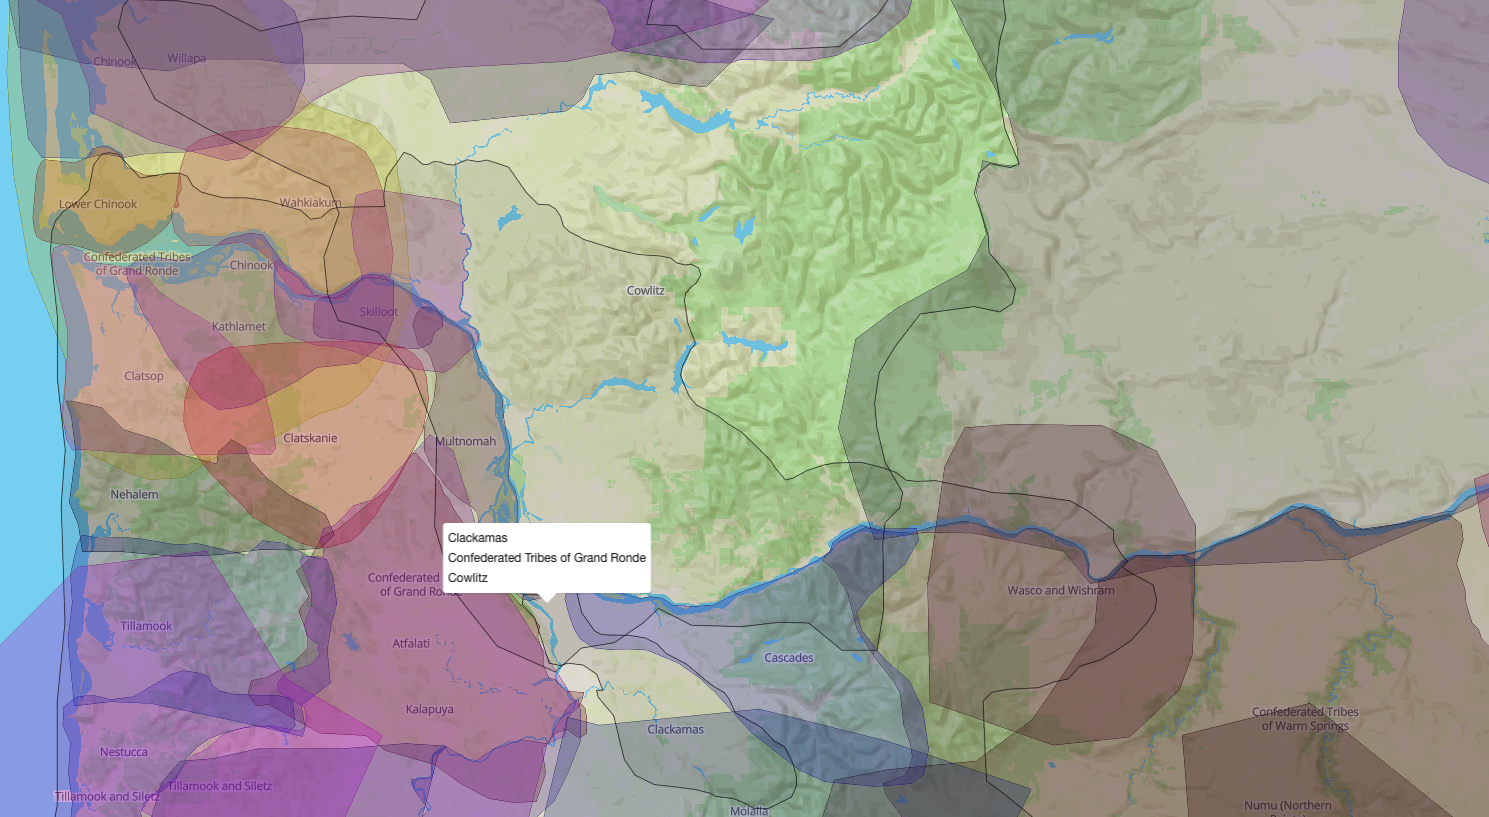 Chinook
Willapa
Lower Chinook
Wahkiakum
Confederated Tribes
of Grand Ronde
Chinook
Cowlitz
Skilloot
Kathlamet
Clatsop
Clatskanie
Multnomah
Nehalem
Clackamas
Confederated Tribes of Grand Ronde
Cowlitz
Confederated
of Grand Ron
Wasco and Wishram
Tillamook
Atfalati
Cascades
Kalapuya
Clackamas
Confederated Tribes
of Warm Springs
Nestucca
Tillamook and Siletz
Tillamook and Siletz
Molalla
Numu (Northern